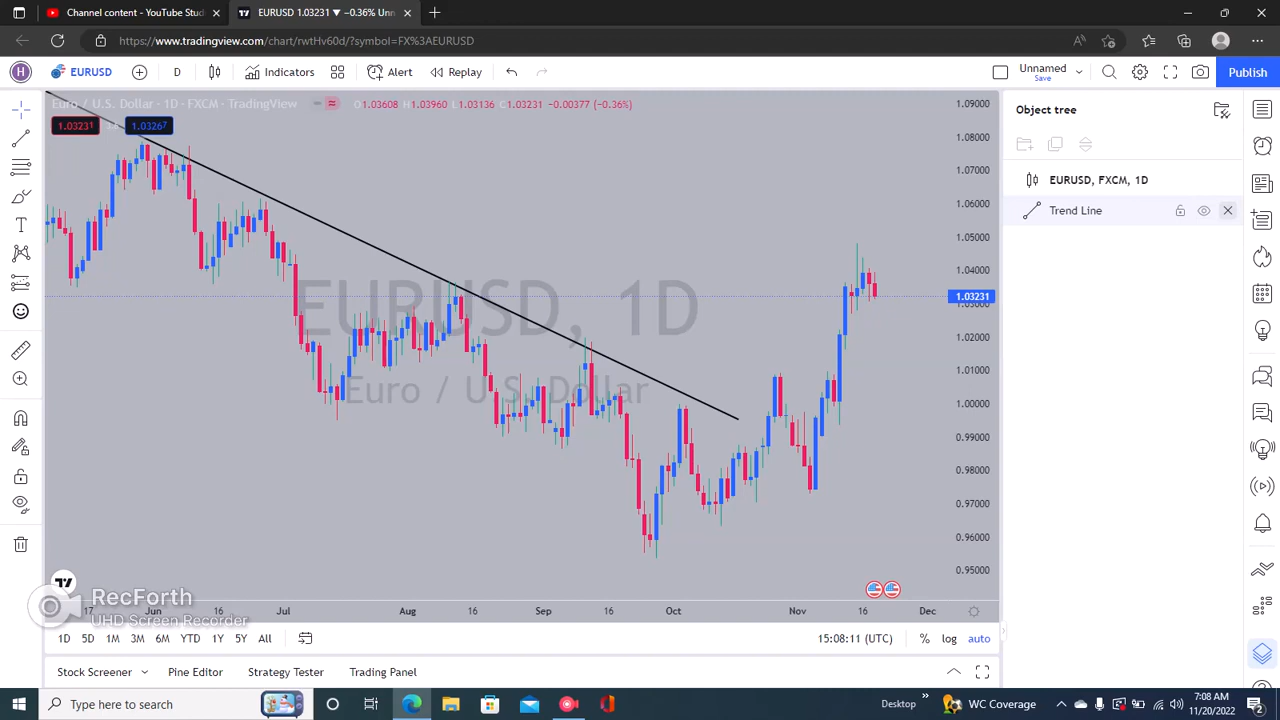 Channel content - YouTube Studi
EURUSD 1.03231 ▼ −0.36% Unn
https://www.tradingview.com/chart/rwtHv60d/?symbol=FX%3AEURUSD
H
EURUSD
D
Indicators
Alert
Replay
Unnamed
Save
Publish
Euro / U.S. Dollar · 1D · FXCM · TradingView
O1.03608 H1.03960 L1.03136 C1.03231 −0.00377 (−0.36%)
1.03231
1.03267
Object tree
EURUSD, FXCM, 1D
Trend Line
EURUSD, 1D
Euro / U.S. Dollar
1.09000
1.08000
1.07000
1.06000
1.05000
1.04000
1.03231
1.03000
1.02000
1.01000
1.00000
0.99000
0.98000
0.97000
0.96000
0.95000
RecForth
UHD Screen Recorder
17 Jun 16 Jul Aug 16 Sep 16 Oct Nov 16 Dec
1D 5D 1M 3M 6M YTD 1Y 5Y All
15:08:11 (UTC) % log auto
Stock Screener Pine Editor Strategy Tester Trading Panel
Type here to search
Desktop
WC Coverage
7:08 AM
11/20/2022
2